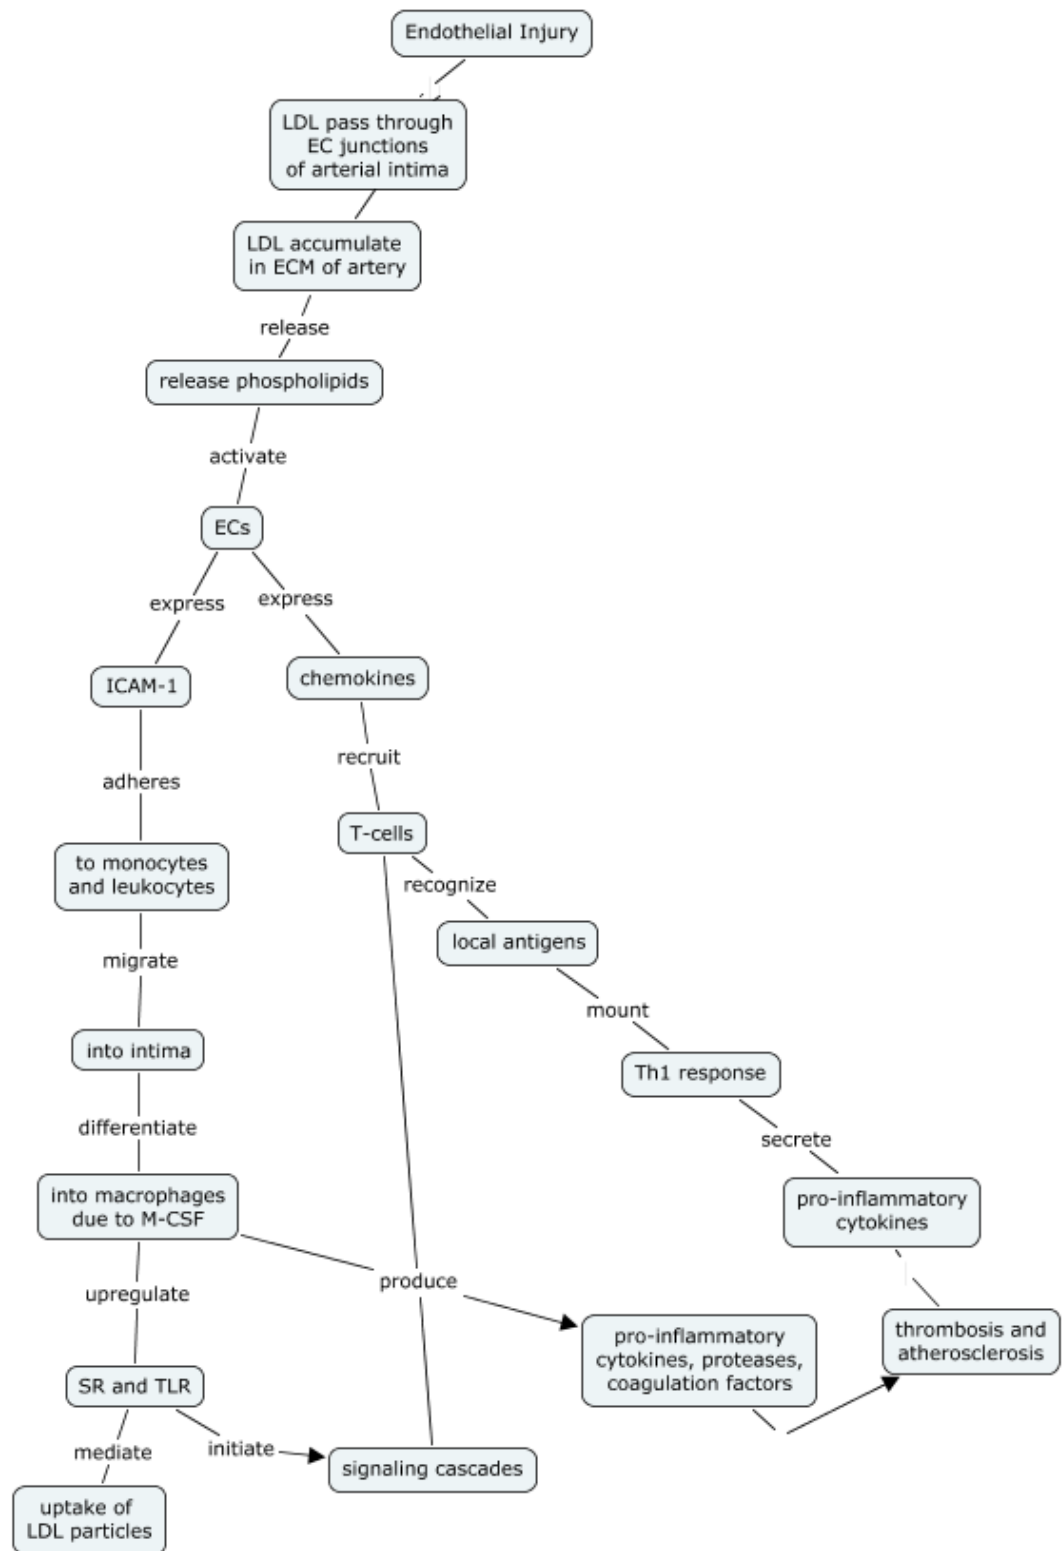 Endothelial Injury
LDL pass through
EC junctions
of arterial intima
LDL accumulate
in ECM of artery
release
release phospholipids
activate
ECs
express
express
ICAM-1
chemokines
adheres
recruit
to monocytes
and leukocytes
T-cells
recognize
local antigens
migrate
mount
into intima
Th1 response
differentiate
secrete
into macrophages
due to M-CSF
pro-inflammatory
cytokines
upregulate
produce
pro-inflammatory
cytokines, proteases,
coagulation factors
thrombosis and
atherosclerosis
SR and TLR
mediate
initiate
signaling cascades
uptake of
LDL particles